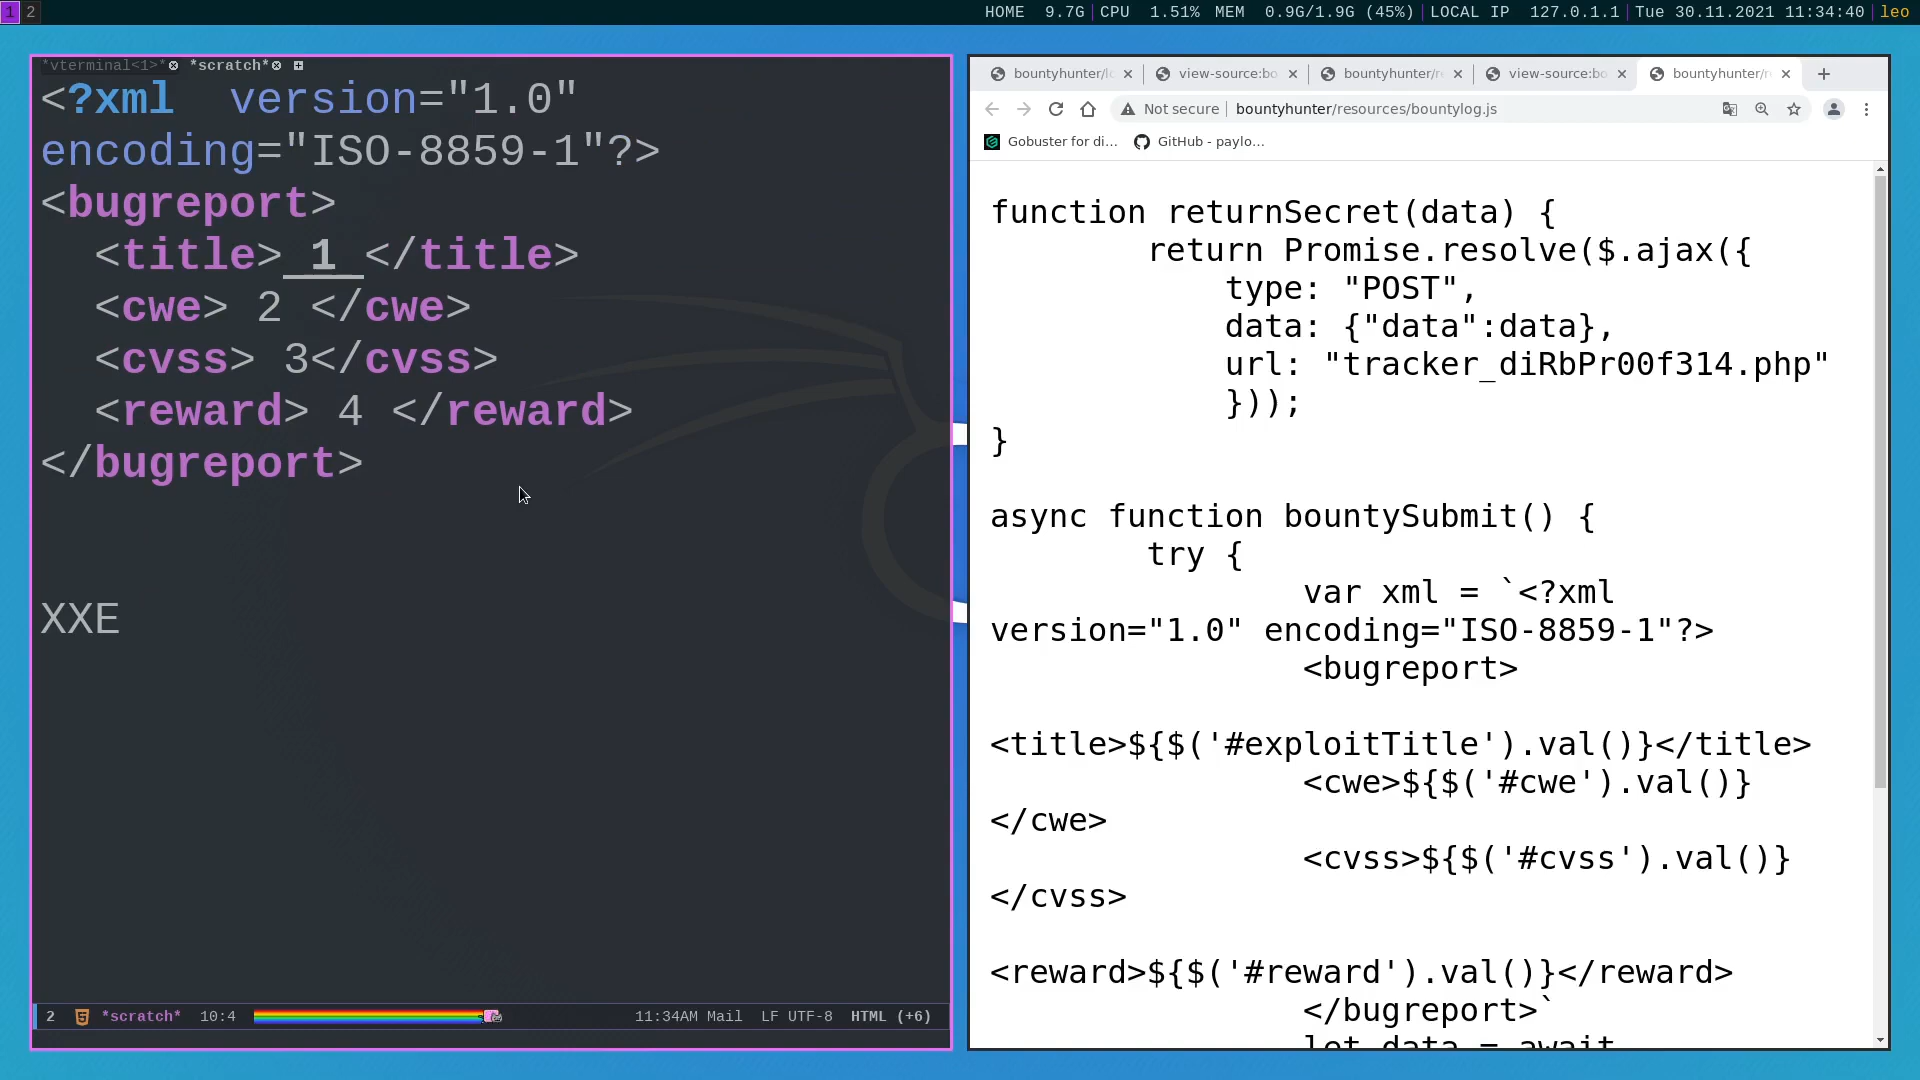 1 2 HOME 9.7G CPU 1.51% MEM 0.9G/1.9G (45%) LOCAL IP 127.0.1.1 Tue 30.11.2021 11:34:40 leo
*vterminal<1>* *scratch*
<?xml  version="1.0"
encoding="ISO-8859-1"?>
<bugreport>
  <title> 1 </title>
  <cwe> 2 </cwe>
  <cvss> 3</cvss>
  <reward> 4 </reward>
</bugreport>
XXE
2 *scratch* 10:4 11:34AM Mail LF UTF-8 HTML (+6)
bountyhunter/ view-source:bo bountyhunter/re view-source:bo bountyhunter/r
Not secure bountyhunter/resources/bountylog.js
Gobuster for di... GitHub - paylo...
function returnSecret(data) {
        return Promise.resolve($.ajax({
            type: "POST",
            data: {"data":data},
            url: "tracker_diRbPr00f314.php"
            }));
}
async function bountySubmit() {
        try {
                var xml = `<?xml
version="1.0" encoding="ISO-8859-1"?>
                <bugreport>
<title>${$('#exploitTitle').val()}</title>
                <cwe>${$('#cwe').val()}
</cwe>
                <cvss>${$('#cvss').val()}
</cvss>
<reward>${$('#reward').val()}</reward>
                </bugreport>`
                let data = await